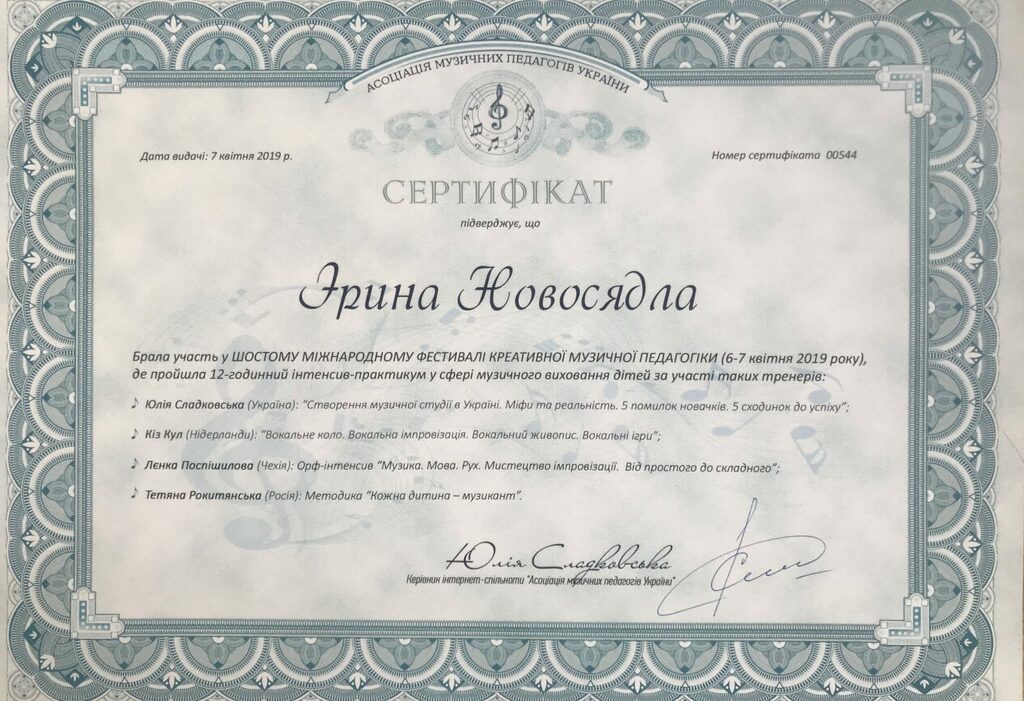 АСОЦІАЦІЯ МУЗИЧНИХ ПЕДАГОГІВ УКРАЇНИ
Дата видачі: 7 квітня 2019 р.
Номер сертифіката 00544
СЕРТИФІКАТ
підверджує, що
Ірина Новосядла
Брала участь у ШОСТОМУ МІЖНАРОДНОМУ ФЕСТИВАЛІ КРЕАТИВНОЇ МУЗИЧНОЇ ПЕДАГОГІКИ (6-7 квітня 2019 року),
де пройшла 12-годинний інтенсив-практикум у сфері музичного виховання дітей за участі таких тренерів:
Юлія Сладковська (Україна): "Створення музичної студії в Україні. Міфи та реальність. 5 помилок новачків. 5 сходинок до успіху";
Кіз Кул (Нідерланди): "Вокальне коло. Вокальна імпровізація. Вокальний живопис. Вокальні ігри";
Лєнка Поспішилова (Чехія): Орф-інтенсив "Музика. Мова. Рух. Мистецтво імпровізації. Від простого до складного";
Тетяна Рокитянська (Росія): Методика "Кожна дитина – музикант".
Юлія Сладковська
Керівник інтернет-спільноти "Асоціація музичних педагогів України"